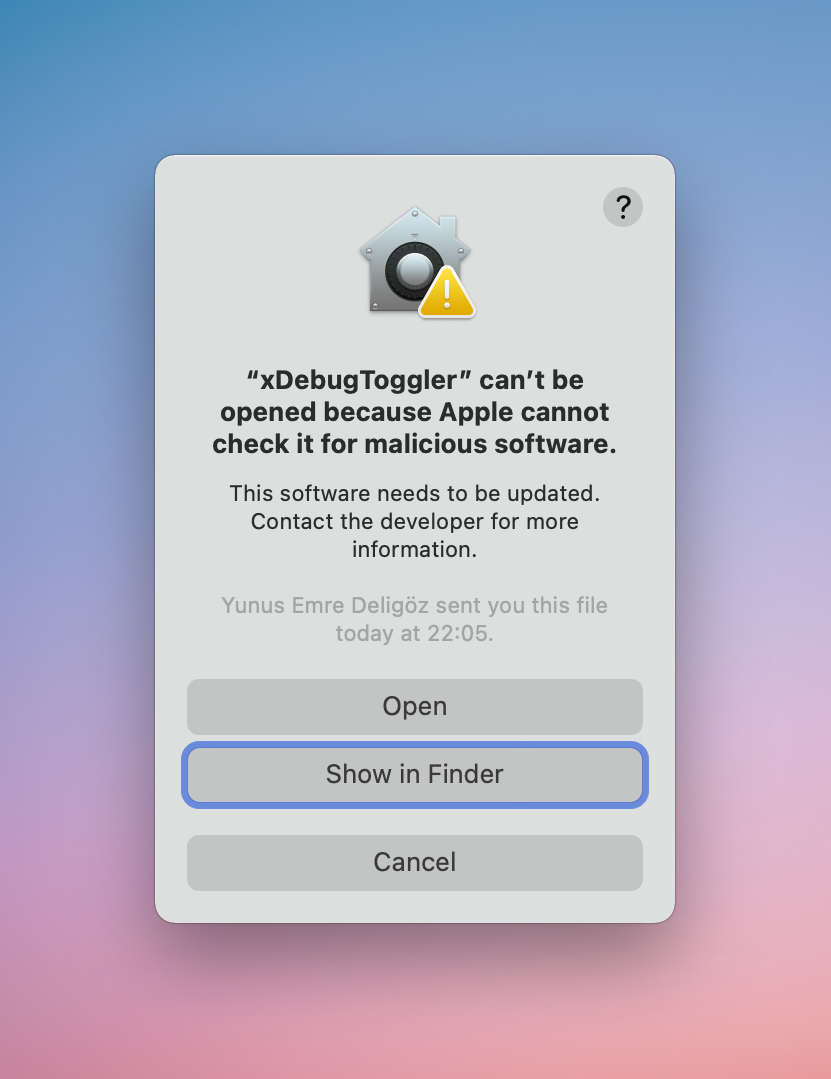 ?
“xDebugToggler” can’t be
opened because Apple cannot
check it for malicious software.
This software needs to be updated.
Contact the developer for more
information.
Yunus Emre Deligöz sent you this file
today at 22:05.
Open
Show in Finder
Cancel